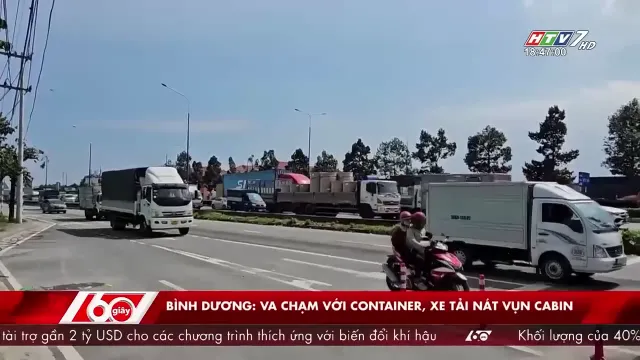 HTV7 HD
18:47:00
60 giây
BÌNH DƯƠNG: VA CHẠM VỚI CONTAINER, XE TẢI NÁT VỤN CABIN
tài trợ gần 2 tỷ USD cho các chương trình thích ứng với biến đổi khí hậu 60 Khối lượng của 40%